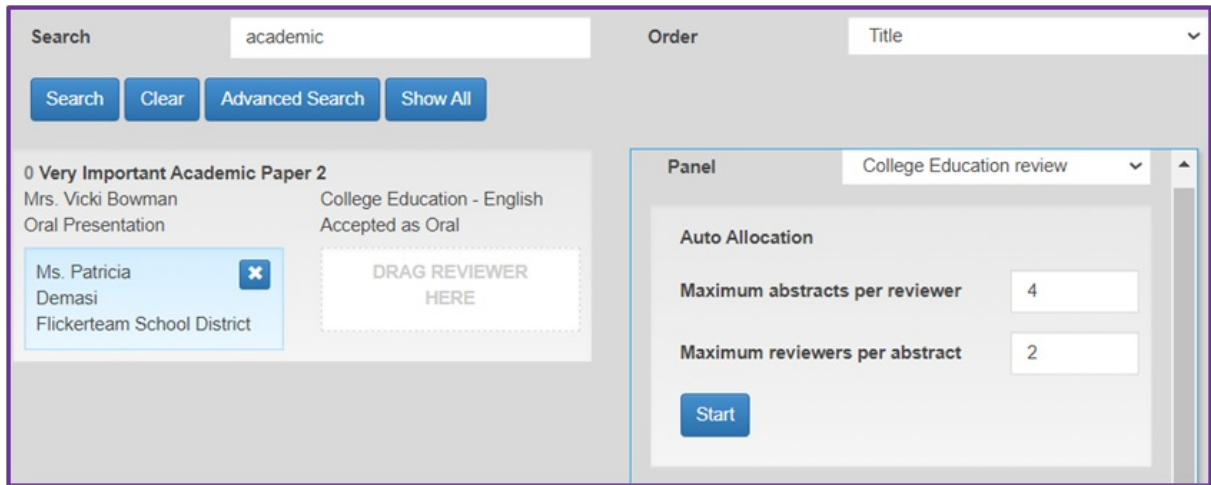 Search academic Order Title
Search Clear Advanced Search Show All
0 Very Important Academic Paper 2
Mrs. Vicki Bowman College Education - English
Oral Presentation Accepted as Oral
Ms. Patricia
Demasi
Flickerteam School District
DRAG REVIEWER
HERE
Panel College Education review
Auto Allocation
Maximum abstracts per reviewer 4
Maximum reviewers per abstract 2
Start